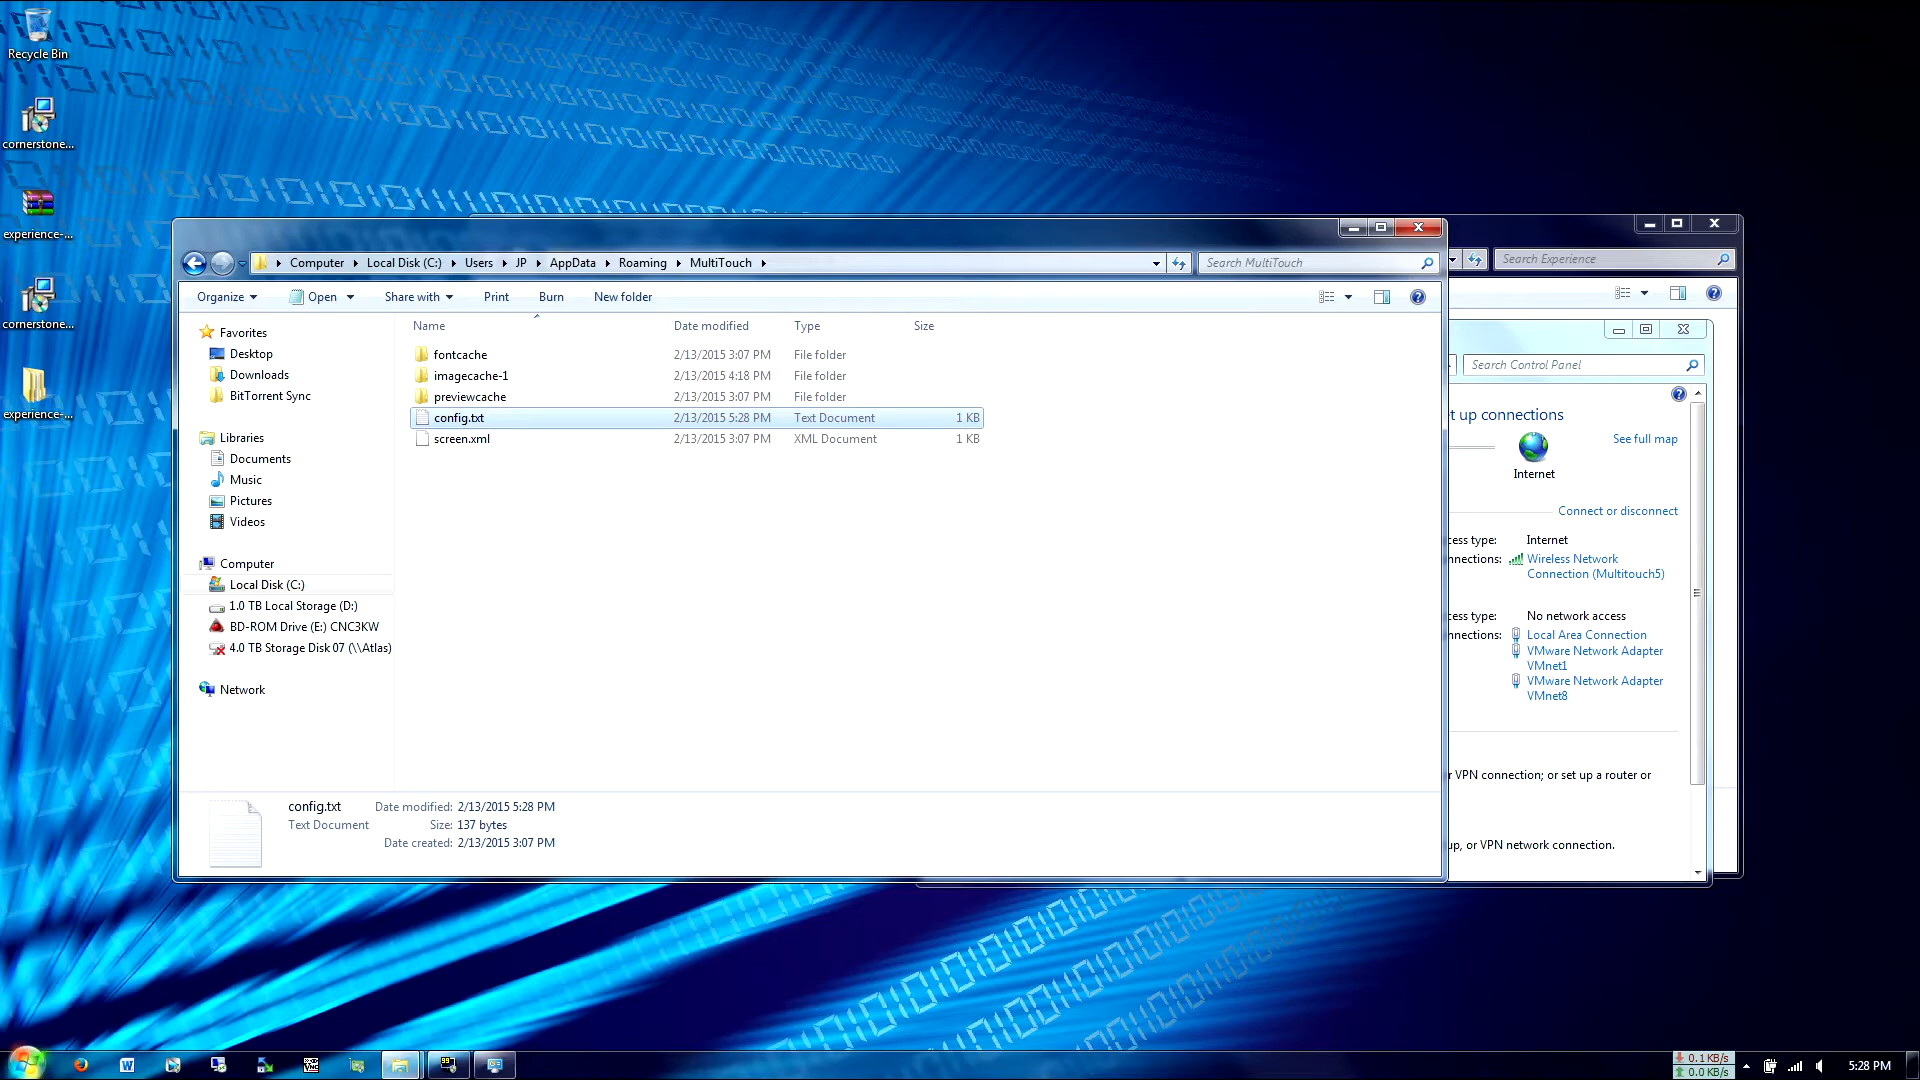 Recycle Bin
cornerstone...
experience-...
cornerstone...
experience-...
Computer
Local Disk (C:)
Users
JP
AppData
Roaming
MultiTouch
Search MultiTouch
Organize
Open
Share with
Print
Burn
New folder
Favorites
Desktop
Downloads
BitTorrent Sync
Libraries
Documents
Music
Pictures
Videos
Computer
Local Disk (C:)
1.0 TB Local Storage (D:)
BD-ROM Drive (E:) CNC3KW
4.0 TB Storage Disk 07 (\\Atlas)
Network
Name Date modified Type Size
fontcache 2/13/2015 3:07 PM File folder
imagecache-1 2/13/2015 4:18 PM File folder
previewcache 2/13/2015 3:07 PM File folder
config.txt 2/13/2015 5:28 PM Text Document 1 KB
screen.xml 2/13/2015 3:07 PM XML Document 1 KB
config.txt Date modified: 2/13/2015 5:28 PM
Text Document Size: 137 bytes
Date created: 2/13/2015 3:07 PM
Search Experience
Search Control Panel
t up connections
See full map
Internet
Connect or disconnect
cess type: Internet
nnections: Wireless Network
Connection (Multitouch5)
cess type: No network access
nnections: Local Area Connection
VMware Network Adapter
VMnet1
VMware Network Adapter
VMnet8
r VPN connection; or set up a router or
up, or VPN network connection.
0.1 KB/s
0.0 KB/s
5:28 PM